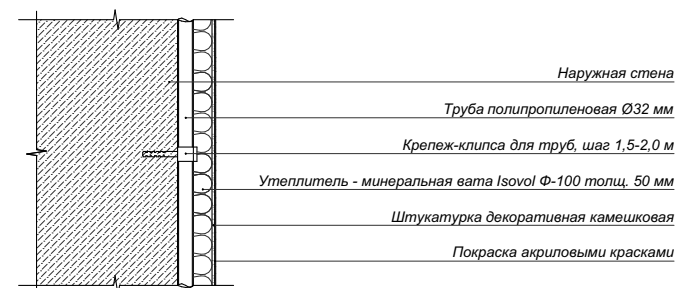 Наружная стена
Труба полипропиленовая Ø32 мм
Крепеж-клипса для труб, шаг 1,5-2,0 м
Утеплитель - минеральная вата Isovol Ф-100 толщ. 50 мм
Штукатурка декоративная камешковая
Покраска акриловыми красками